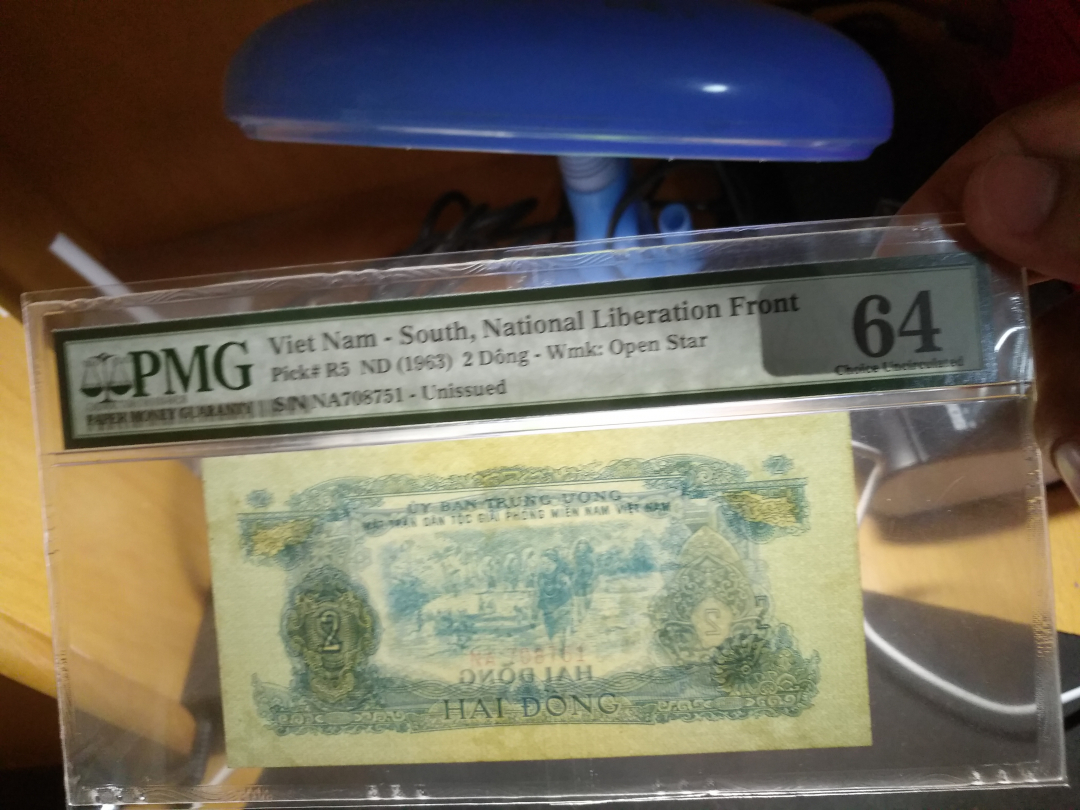 PMG
PAPER MONEY GUARANTY
Viet Nam - South, National Liberation Front
Pick# R5 ND (1963) 2 Dông - Wmk: Open Star
S/N NA708751 - Unissued
64
Choice Uncirculated
ỦY BAN TRUNG ƯƠNG
MẶT TRẬN DÂN TỘC GIẢI PHÓNG MIỀN NAM VIỆT NAM
2
2
2
HAI ĐỒNG
HAI ĐỒNG